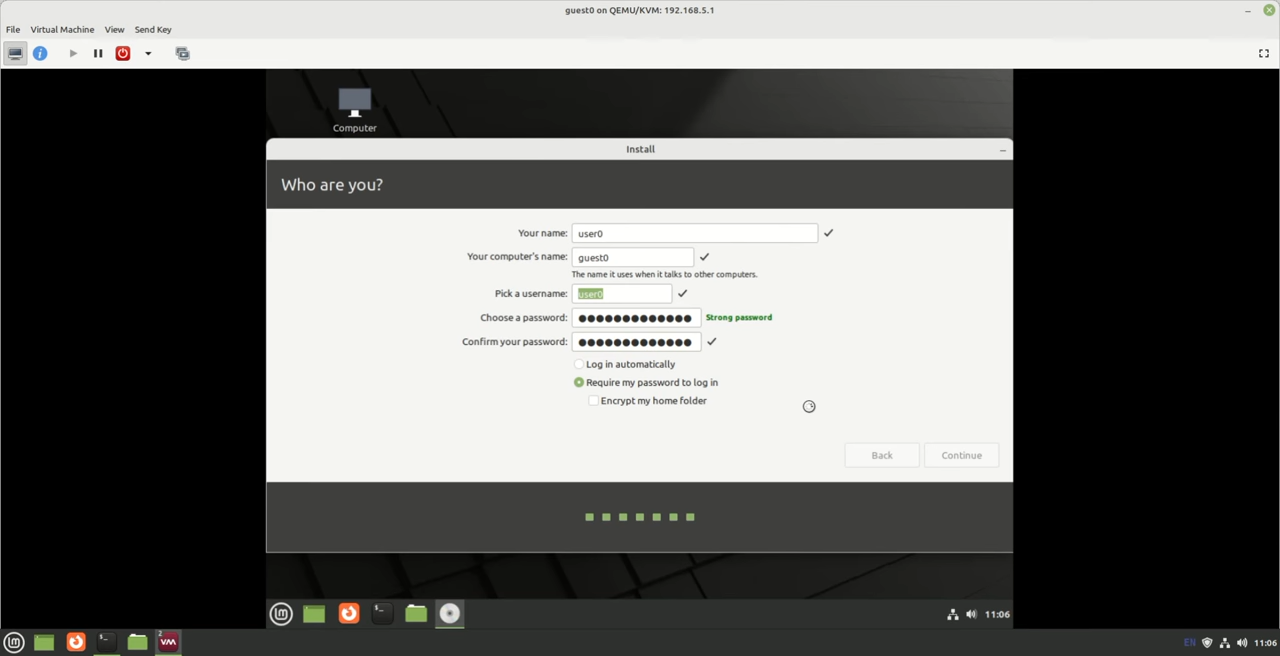 guest0 on QEMU/KVM: 192.168.5.1
File Virtual Machine View Send Key
Computer
Install
Who are you?
Your name: user0
Your computer's name: guest0
The name it uses when it talks to other computers.
Pick a username: user0
Choose a password: ●●●●●●●●●●●●● Strong password
Confirm your password: ●●●●●●●●●●●●●
Log in automatically
Require my password to log in
Encrypt my home folder
Back Continue
11:06
EN 11:06